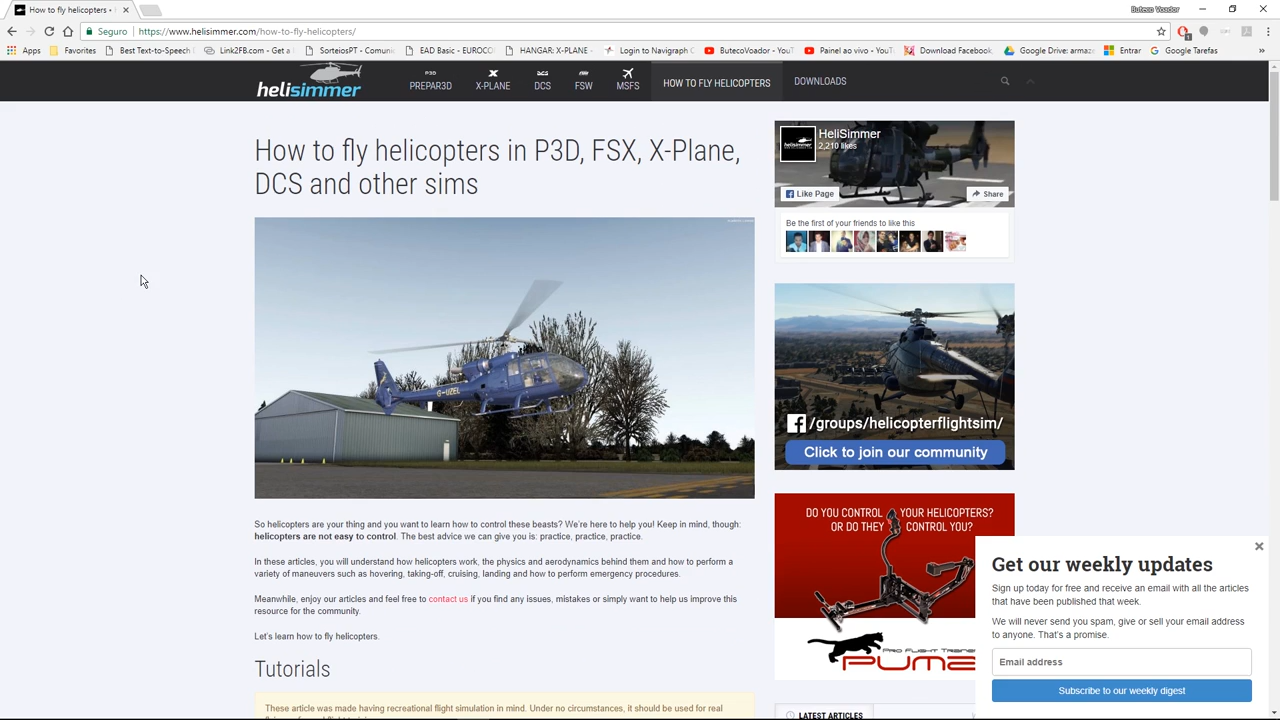 How to fly helicopters •
Buteco Voador
Seguro
https://www.helisimmer.com/how-to-fly-helicopters/
Apps
Favorites
Best Text-to-Speech
Link2FB.com - Get a
SorteiosPT - Comuni
EAD Basic - EUROCO
HANGAR: X-PLANE
Login to Navigraph
ButecoVoador - YouT
Painel ao vivo - YouT
Download Facebook
Google Drive: armaz
Entrar
Google Tarefas
»
helisimmer
P3D
PREPAR3D
X-PLANE
DCS
DCS
FSW
FSW
MSFS
HOW TO FLY HELICOPTERS
DOWNLOADS
How to fly helicopters in P3D, FSX, X-Plane,
DCS and other sims
G-UZEL
So helicopters are your thing and you want to learn how to control these beasts? We're here to help you! Keep in mind, though:
helicopters are not easy to control. The best advice we can give you is: practice, practice, practice.
In these articles, you will understand how helicopters work, the physics and aerodynamics behind them and how to perform a
variety of maneuvers such as hovering, taking-off, cruising, landing and how to perform emergency procedures.
Meanwhile, enjoy our articles and feel free to contact us if you find any issues, mistakes or simply want to help us improve this
resource for the community.
Let's learn how to fly helicopters.
Tutorials
These article was made having recreational flight simulation in mind. Under no circumstances, it should be used for real
helisimmer
HeliSimmer
2,210 likes
Like Page
Share
Be the first of your friends to like this
/groups/helicopterflightsim/
Click to join our community
DO YOU CONTROL YOUR HELICOPTERS?
OR DO THEY CONTROL YOU?
PRO FLIGHT TRAINE
PUMA
LATEST ARTICLES
Get our weekly updates
Sign up today for free and receive an email with all the articles
that have been published that week.
We will never send you spam, give or sell your email address
to anyone. That's a promise.
Email address
Subscribe to our weekly digest